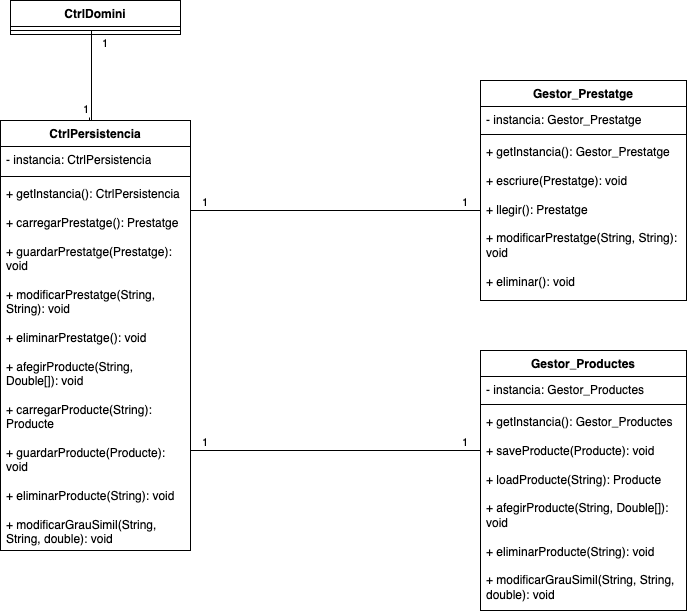 CtrlDomini
1
1
CtrlPersistencia
- instancia: CtrlPersistencia
+ getInstancia(): CtrlPersistencia
+ carregarPrestatge(): Prestatge
+ guardarPrestatge(Prestatge):
void
+ modificarPrestatge(String,
String): void
+ eliminarPrestatge(): void
+ afegirProducte(String,
Double[]): void
+ carregarProducte(String):
Producte
+ guardarProducte(Producte):
void
+ eliminarProducte(String): void
+ modificarGrauSimil(String,
String, double): void
1
1
Gestor_Prestatge
- instancia: Gestor_Prestatge
+ getInstancia(): Gestor_Prestatge
+ escriure(Prestatge): void
+ llegir(): Prestatge
+ modificarPrestatge(String, String):
void
+ eliminar(): void
1
1
Gestor_Productes
- instancia: Gestor_Productes
+ getInstancia(): Gestor_Productes
+ saveProducte(Producte): void
+ loadProducte(String): Producte
+ afegirProducte(String, Double[]):
void
+ eliminarProducte(String): void
+ modificarGrauSimil(String, String,
double): void